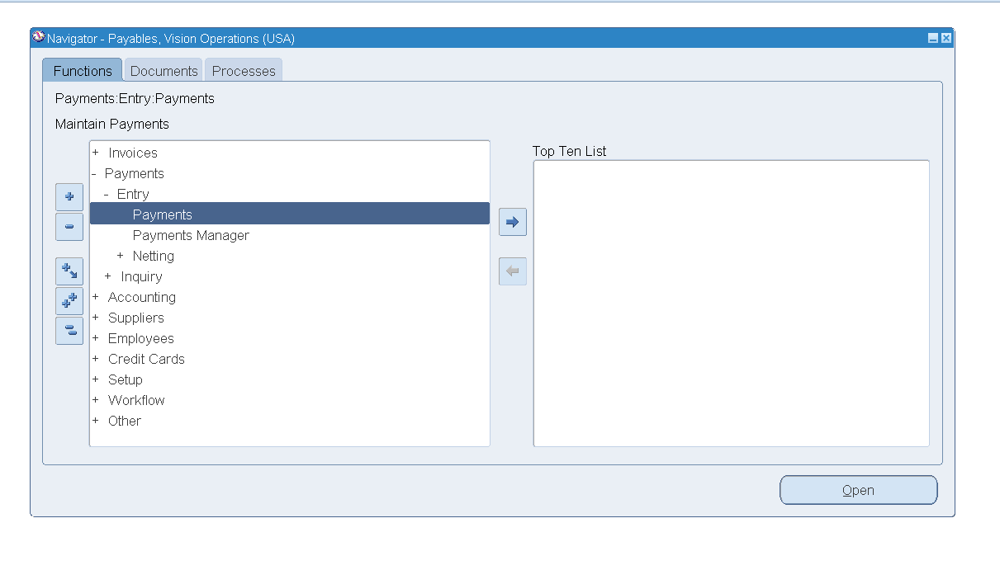 Navigator - Payables, Vision Operations (USA)
Functions Documents Processes
Payments:Entry:Payments
Maintain Payments
+ Invoices
- Payments
- Entry
Payments
Payments Manager
+ Netting
+ Inquiry
+ Accounting
+ Suppliers
+ Employees
+ Credit Cards
+ Setup
+ Workflow
+ Other
Top Ten List
Open